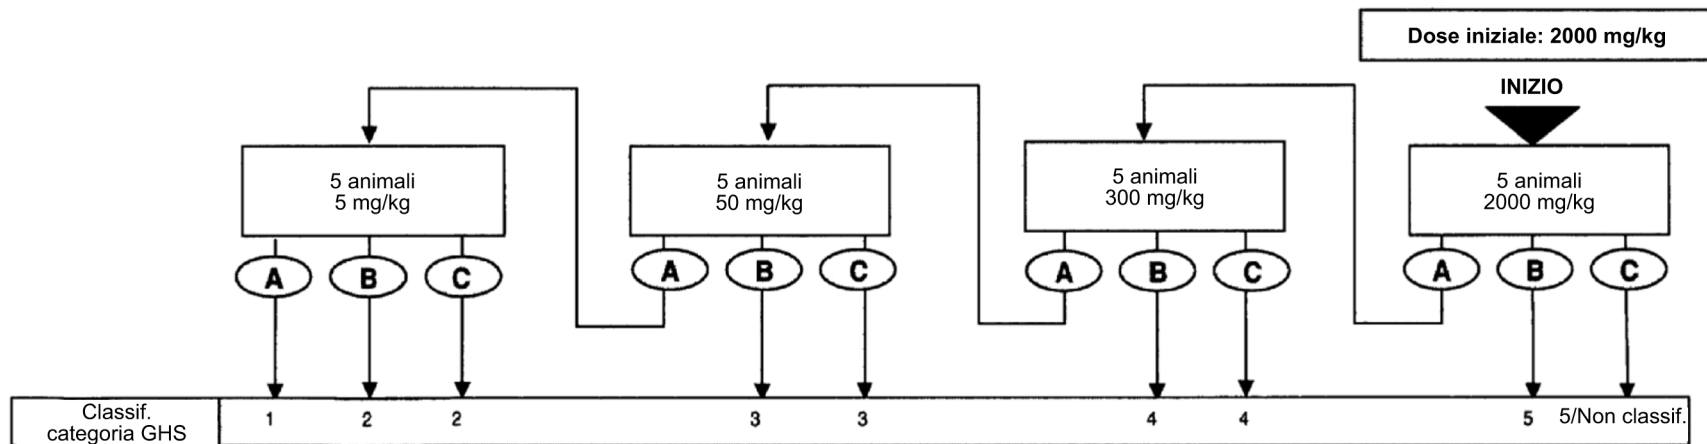 Dose iniziale: 2000 mg/kg
INIZIO
5 animali
5 mg/kg
5 animali
50 mg/kg
5 animali
300 mg/kg
5 animali
2000 mg/kg
A B C A B C A B C A B C
Classif.
categoria GHS
1 2 2 3 3 4 4 5 5/Non classif.